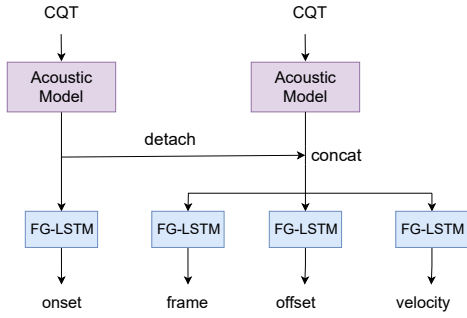 CQT
CQT
Acoustic
Model
Acoustic
Model
detach
concat
FG-LSTM
FG-LSTM
FG-LSTM
FG-LSTM
onset
frame
offset
velocity